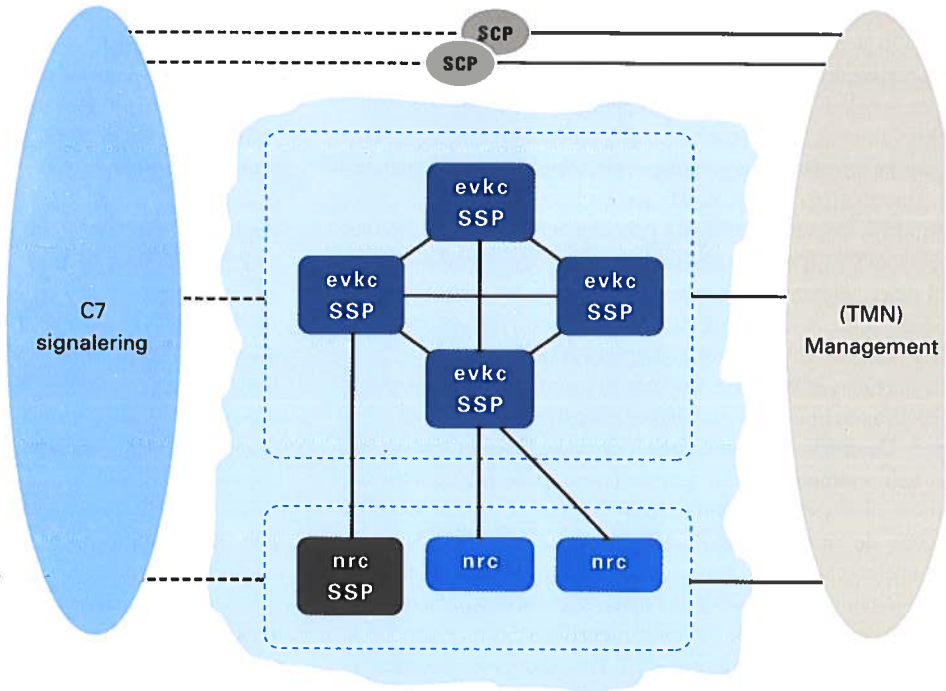 SCP
SCP
evkc
SSP
evkc
SSP
evkc
SSP
C7
signalering
(TMN)
Management
evkc
SSP
nrc
SSP
nrc
nrc